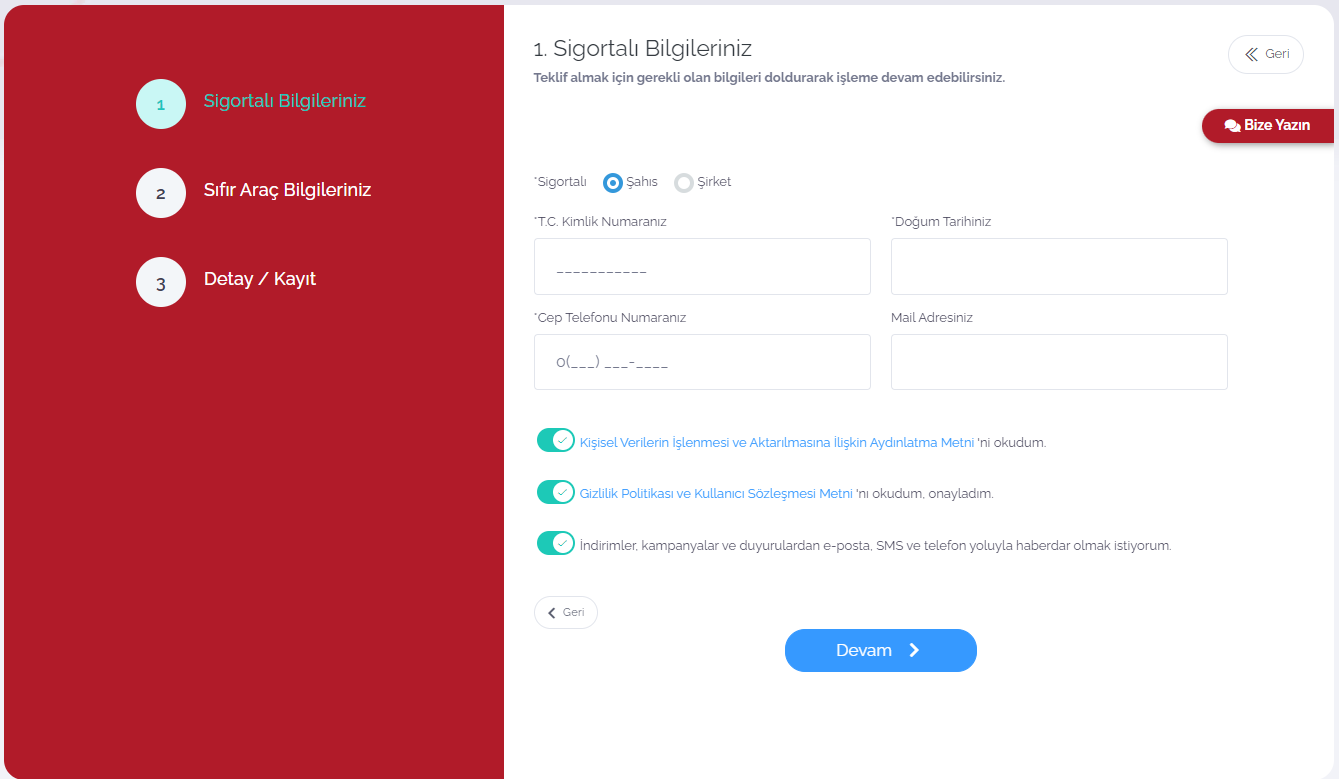 1
Sigortalı Bilgileriniz
2
Sıfır Araç Bilgileriniz
3
Detay / Kayıt
1. Sigortalı Bilgileriniz
Teklif almak için gerekli olan bilgileri doldurarak işleme devam edebilirsiniz.
Geri
Bize Yazın
*Sigortalı Şahıs Şirket
*T.C. Kimlik Numaranız
*Doğum Tarihiniz
___________
*Cep Telefonu Numaranız
Mail Adresiniz
0(___) ___-____
Kişisel Verilerin İşlenmesi ve Aktarılmasına İlişkin Aydınlatma Metni 'ni okudum.
Gizlilik Politikası ve Kullanıcı Sözleşmesi Metni 'nı okudum, onayladım.
İndirimler, kampanyalar ve duyurulardan e-posta, SMS ve telefon yoluyla haberdar olmak istiyorum.
Geri
Devam